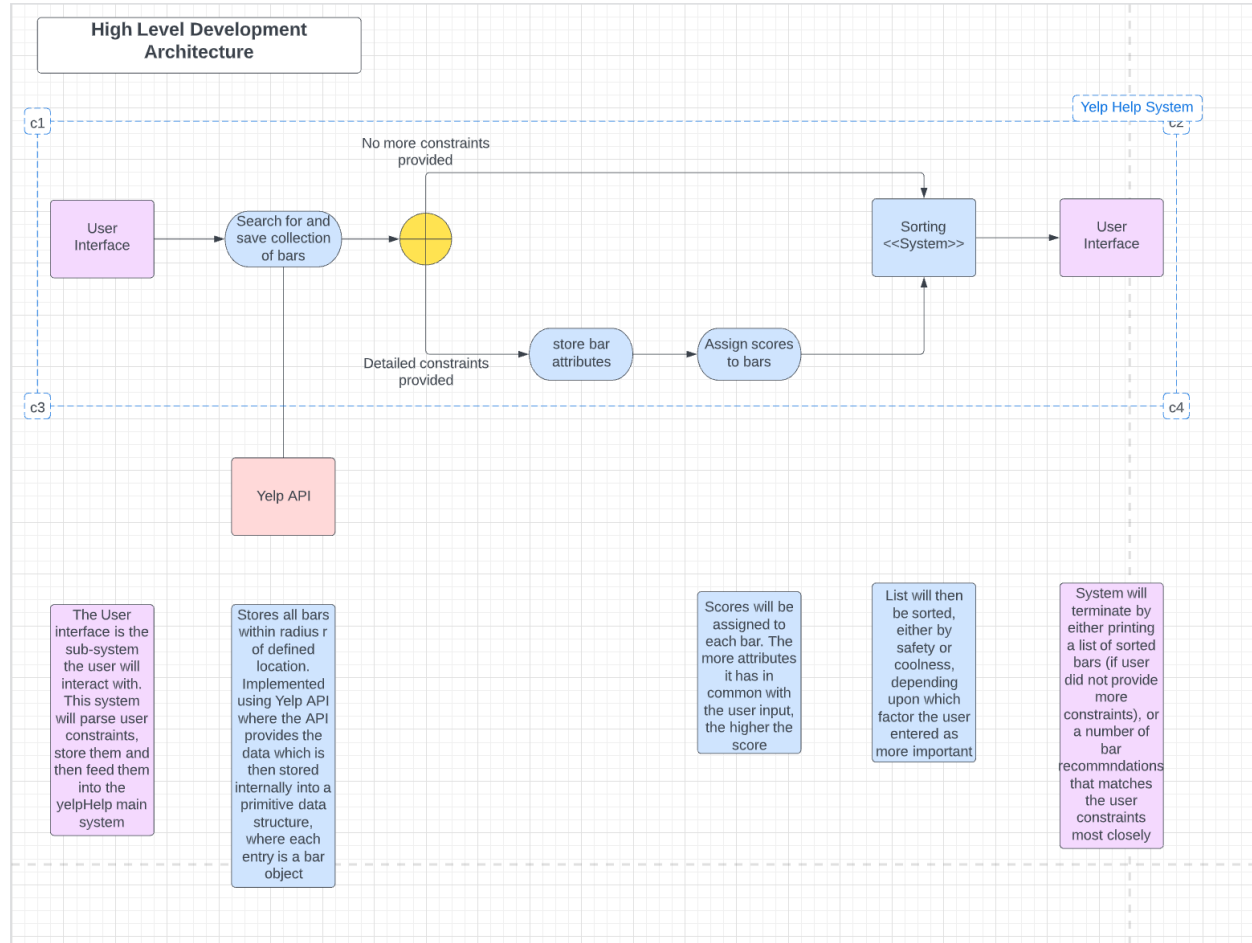 High Level Development
Architecture
Yelp Help System
c1
c2
No more constraints
provided
User
Interface
Search for and
save collection
of bars
Sorting
<<System>>
User
Interface
store bar
attributes
Assign scores
to bars
Detailed constraints
provided
c3
c4
Yelp API
The User
interface is the
sub-system
the user will
interact with.
This system
will parse user
constraints,
store them and
then feed them
into the
yelpHelp main
system
Stores all bars
within radius r
of defined
location.
Implemented
using Yelp API
where the API
provides the
data which is
then stored
internally into a
primitive data
structure,
where each
entry is a bar
object
Scores will be
assigned to
each bar. The
more attributes
it has in
common with
the user input,
the higher the
score
List will then
be sorted,
either by
safety or
coolness,
depending
upon which
factor the user
entered as
more important
System will
terminate by
either printing
a list of sorted
bars (if user
did not provide
more
constraints), or
a number of
bar
recommndations
that matches
the user
constraints
most closely